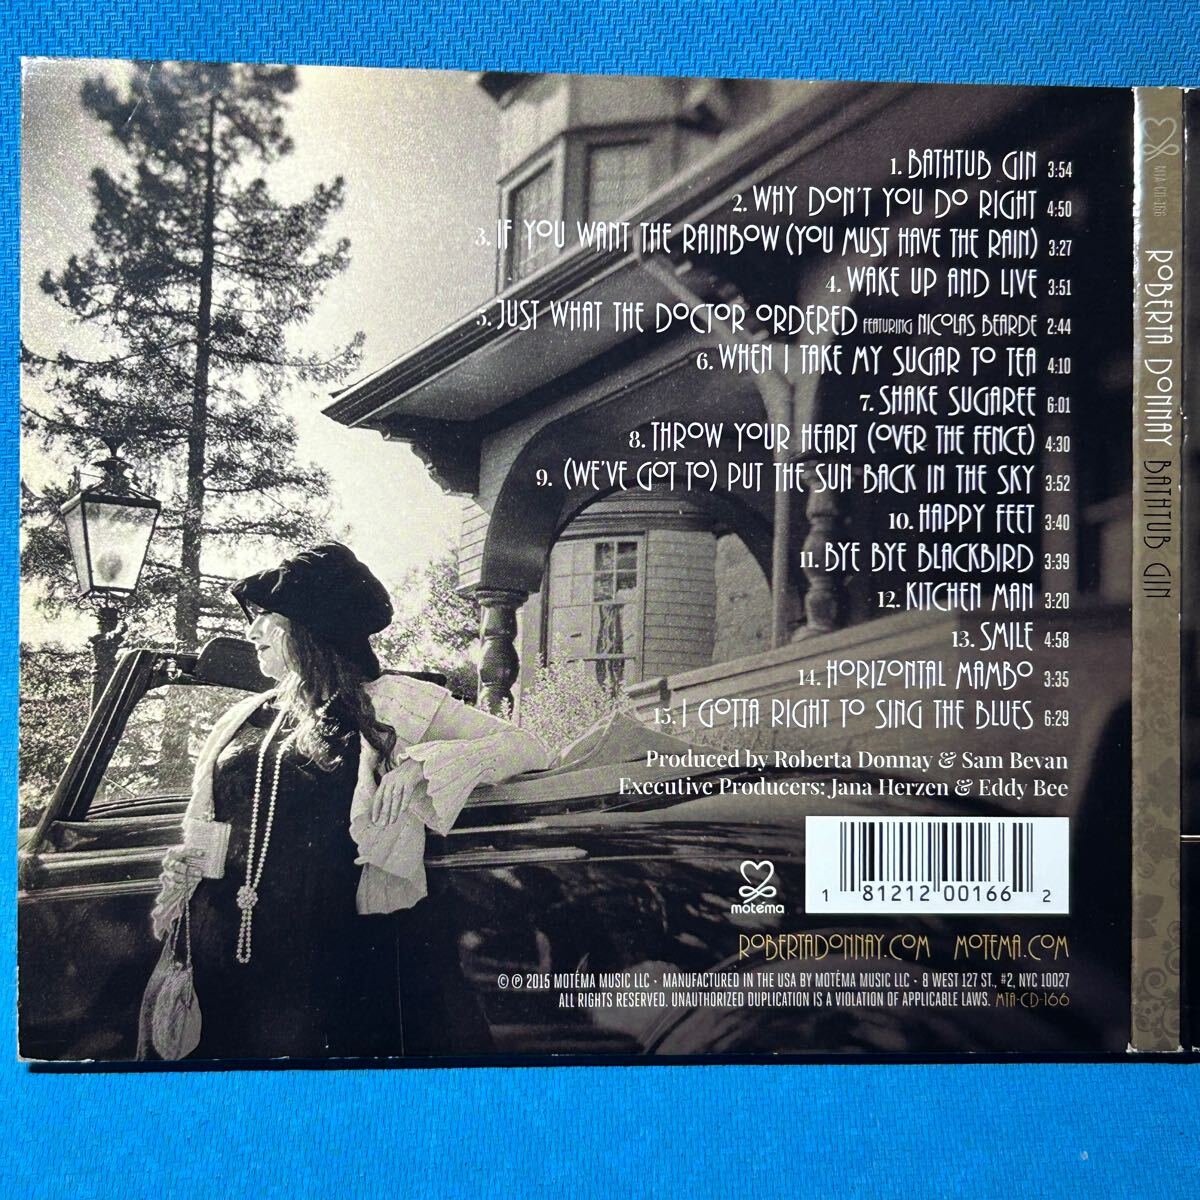 1. BATHTUB GIN 3:54
2. WHY DON'T YOU DO RIGHT 4:50
3. IF YOU WANT THE RAINBOW (YOU MUST HAVE THE RAIN) 3:27
4. WAKE UP AND LIVE 3:51
5. JUST WHAT THE DOCTOR ORDERED FEATURING NICOLAS BEARDE 2:44
6. WHEN I TAKE MY SUGAR TO TEA 4:10
7. SHAKE SUGAREE 6:01
8. THROW YOUR HEART (OVER THE FENCE) 4:30
9. (WE'VE GOT TO) PUT THE SUN BACK IN THE SKY 3:52
10. HAPPY FEET 3:40
11. BYE BYE BLACKBIRD 3:39
12. KITCHEN MAN 3:20
13. SMILE 4:58
14. HORIZONTAL MAMBO 3:35
15. I GOTTA RIGHT TO SING THE BLUES 6:29
Produced by Roberta Donnay & Sam Bevan
Executive Producers: Jana Herzen & Eddy Bee
motéma
1 81212 00166 2
ROBERTADONNAY.COM MOTEMA.COM
© ℗ 2015 MOTÉMA MUSIC LLC · MANUFACTURED IN THE USA BY MOTÉMA MUSIC LLC · 8 WEST 127 ST., #2, NYC 10027
ALL RIGHTS RESERVED. UNAUTHORIZED DUPLICATION IS A VIOLATION OF APPLICABLE LAWS. MTA-CD-166
MTA-CD-166
ROBERTA DONNAY BATHTUB GIN